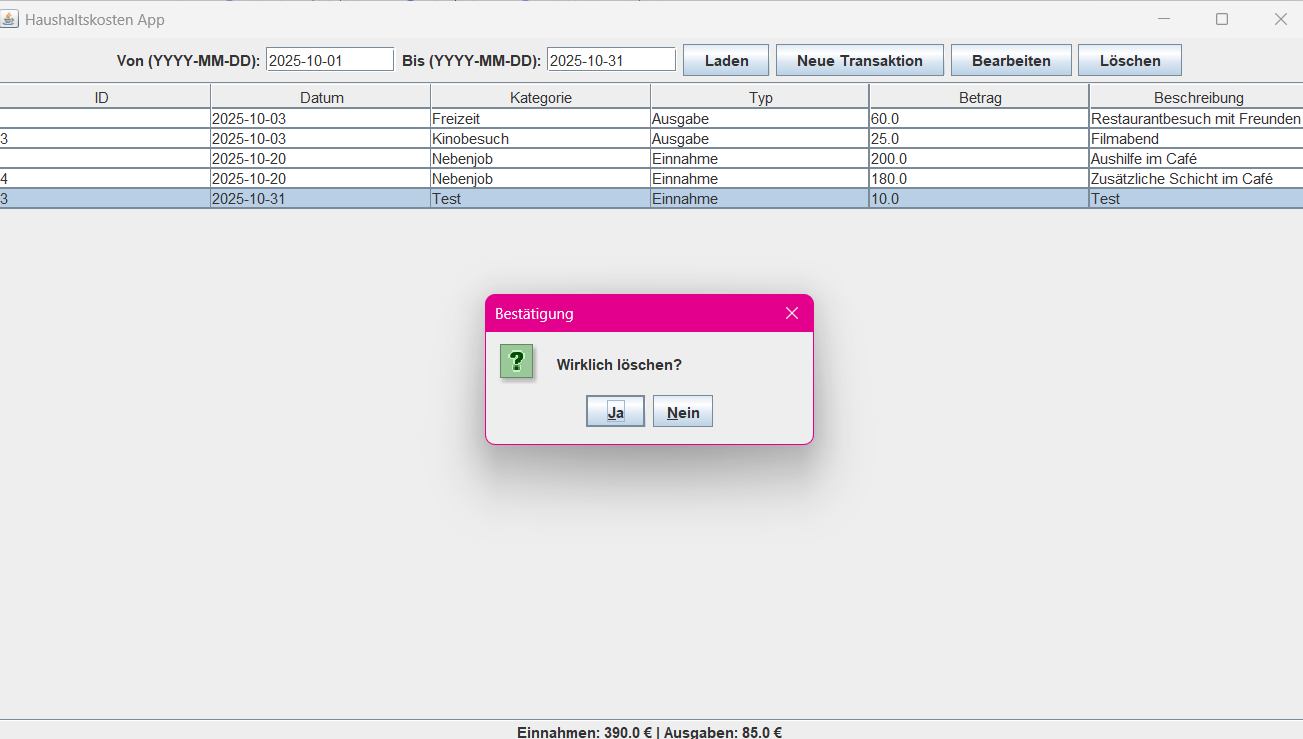 Haushaltskosten App
Von (YYYY-MM-DD): 2025-10-01 Bis (YYYY-MM-DD): 2025-10-31 Laden Neue Transaktion Bearbeiten Löschen
ID Datum Kategorie Typ Betrag Beschreibung
2025-10-03 Freizeit Ausgabe 60.0 Restaurantbesuch mit Freunden
3 2025-10-03 Kinobesuch Ausgabe 25.0 Filmabend
2025-10-20 Nebenjob Einnahme 200.0 Aushilfe im Café
4 2025-10-20 Nebenjob Einnahme 180.0 Zusätzliche Schicht im Café
3 2025-10-31 Test Einnahme 10.0 Test
Bestätigung
? Wirklich löschen?
Ja Nein
Einnahmen: 390.0 € | Ausgaben: 85.0 €